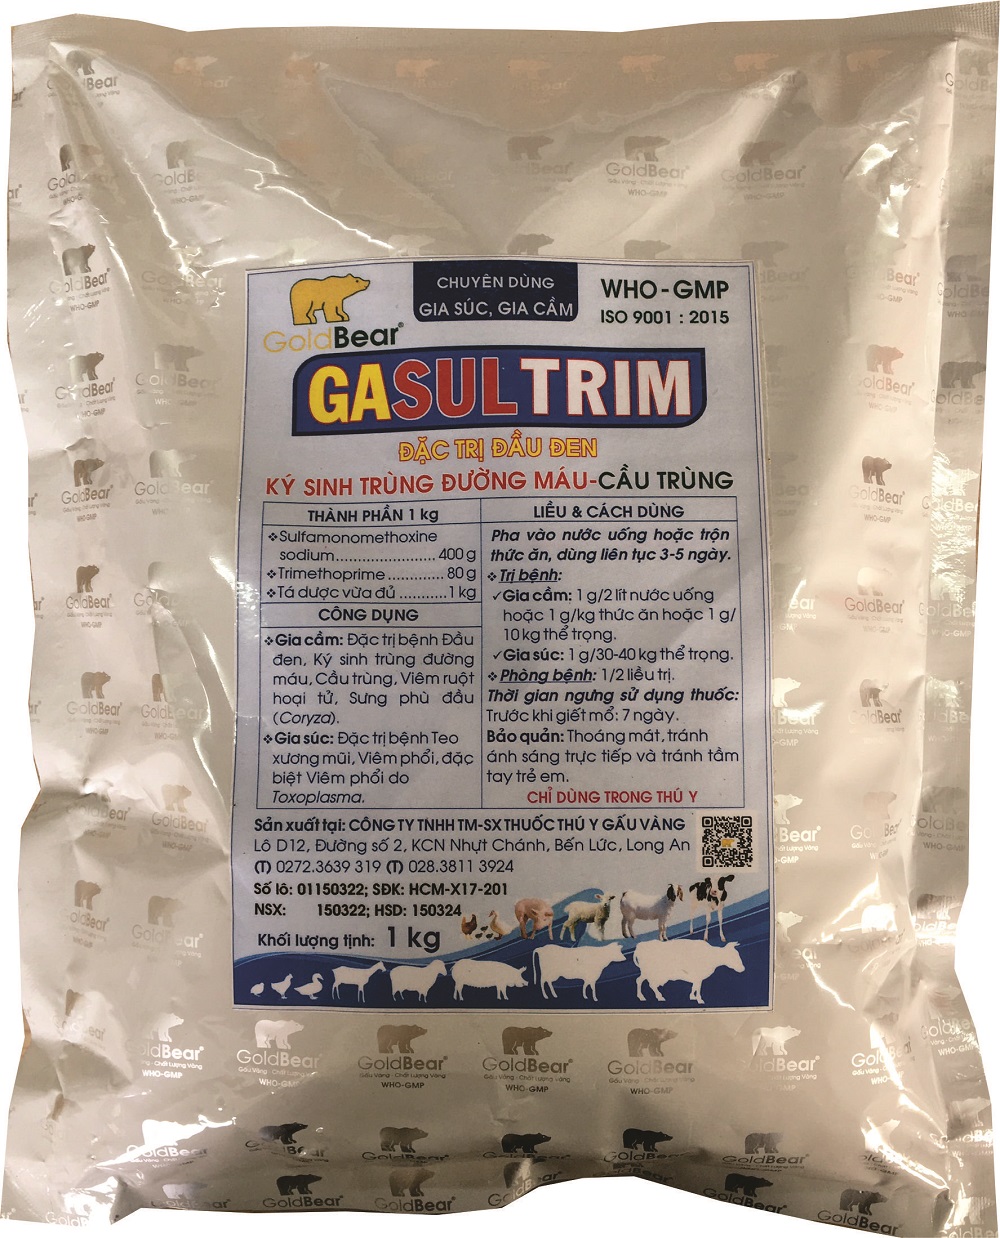 GoldBear®
CHUYÊN DÙNG
GIA SÚC, GIA CẦM
WHO-GMP
ISO 9001 : 2015
GASULTRIM
ĐẶC TRỊ ĐẦU ĐEN
KÝ SINH TRÙNG ĐƯỜNG MÁU-CẦU TRÙNG
THÀNH PHẦN 1 kg
❖Sulfamonomethoxine
sodium........................400 g
❖Trimethoprime.............80 g
❖Tá dược vừa đủ...........1 kg
CÔNG DỤNG
❖Gia cầm: Đặc trị bệnh Đầu
đen, Ký sinh trùng đường
máu, Cầu trùng, Viêm ruột
hoại tử, Sưng phù đầu
(Coryza).
❖Gia súc: Đặc trị bệnh Teo
xương mũi, Viêm phổi, đặc
biệt Viêm phổi do
Toxoplasma.
LIỀU & CÁCH DÙNG
Pha vào nước uống hoặc trộn
thức ăn, dùng liên tục 3-5 ngày.
❖Trị bệnh:
✓Gia cầm: 1 g/2 lít nước uống
hoặc 1 g/kg thức ăn hoặc 1 g/
10 kg thể trọng.
✓Gia súc: 1 g/30-40 kg thể trọng.
❖Phòng bệnh: 1/2 liều trị.
Thời gian ngưng sử dụng thuốc:
Trước khi giết mổ: 7 ngày.
Bảo quản: Thoáng mát, tránh
ánh sáng trực tiếp và tránh tầm
tay trẻ em.
CHỈ DÙNG TRONG THÚ Y
Sản xuất tại: CÔNG TY TNHH TM-SX THUỐC THÚ Y GẤU VÀNG
Lô D12, Đường số 2, KCN Nhựt Chánh, Bến Lức, Long An
(T) 0272.3639 319 (T) 028.3811 3924
Số lô: 01150322; SĐK: HCM-X17-201
NSX: 150322; HSD: 150324
Khối lượng tịnh: 1 kg
GoldBear®
Gấu Vàng - Chất Lượng Vàng
WHO-GMP